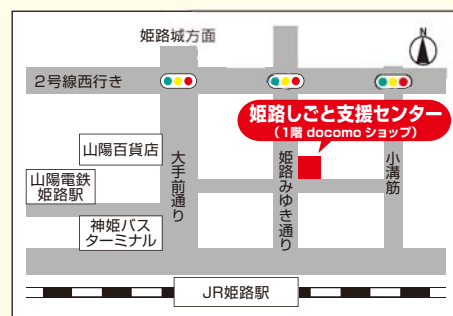 姫路城方面
N
2号線西行き
姫路しごと支援センター
(1階 docomo ショップ)
山陽百貨店
大手前通り
姫路みゆき通り
小溝筋
山陽電鉄
姫路駅
神姫バス
ターミナル
JR姫路駅